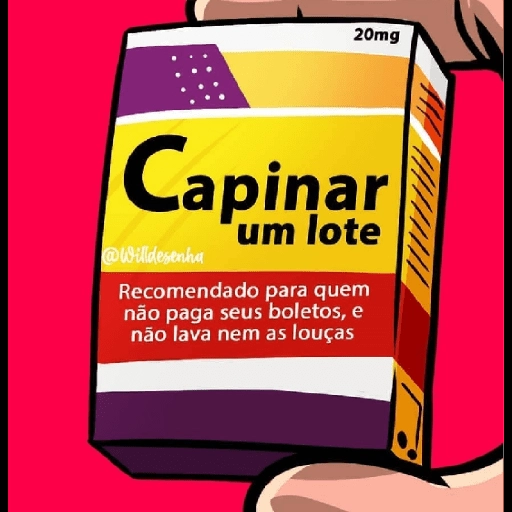 20mg
Capinar
um lote
@Willdesenha
Recomendado para quem
não paga seus boletos, e
não lava nem as louças